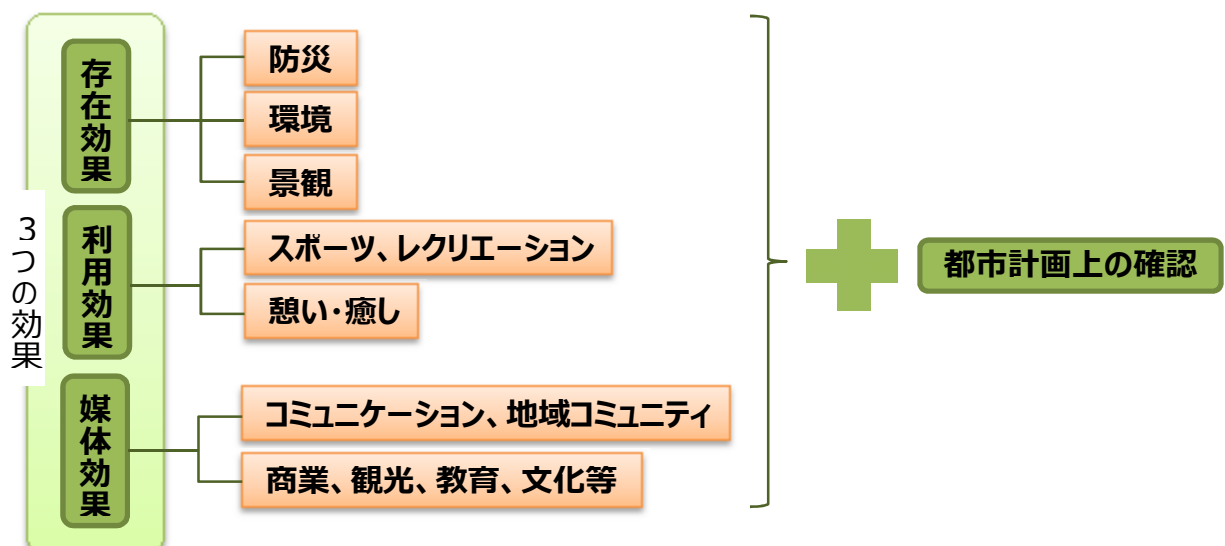 3つの効果
存在効果
防災
環境
景観
利用効果
スポーツ、レクリエーション
憩い・癒し
媒体効果
コミュニケーション、地域コミュニティ
商業、観光、教育、文化等
都市計画上の確認